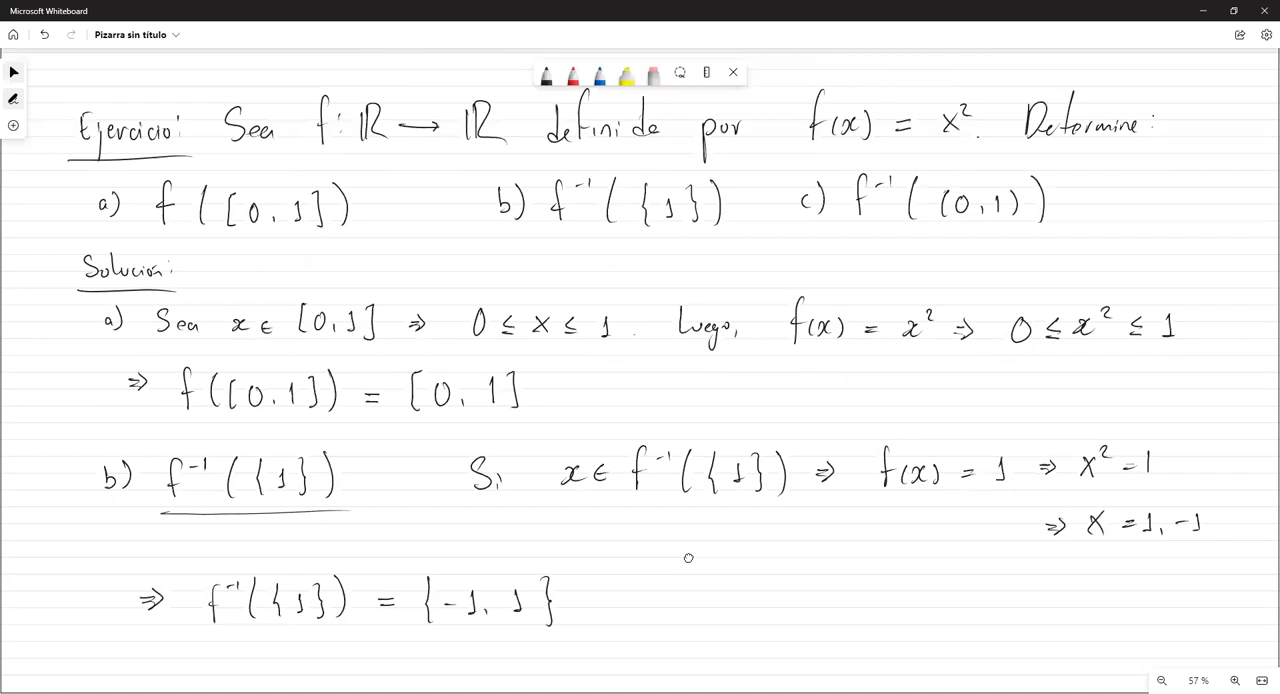 Microsoft Whiteboard
Pizarra sin título
Ejercicio: Sea f: ℝ → ℝ definida por f(x) = x². Determine:
a) f([0,1]) b) f⁻¹({1}) c) f⁻¹((0,1))
Solución:
a) Sea x ∈ [0,1] ⇒ 0 ≤ x ≤ 1. Luego, f(x) = x² ⇒ 0 ≤ x² ≤ 1
⇒ f([0,1]) = [0,1]
b) f⁻¹({1}) Si x ∈ f⁻¹({1}) ⇒ f(x) = 1 ⇒ x² = 1
⇒ x = 1, -1
⇒ f⁻¹({1}) = {-1, 1}
57 %